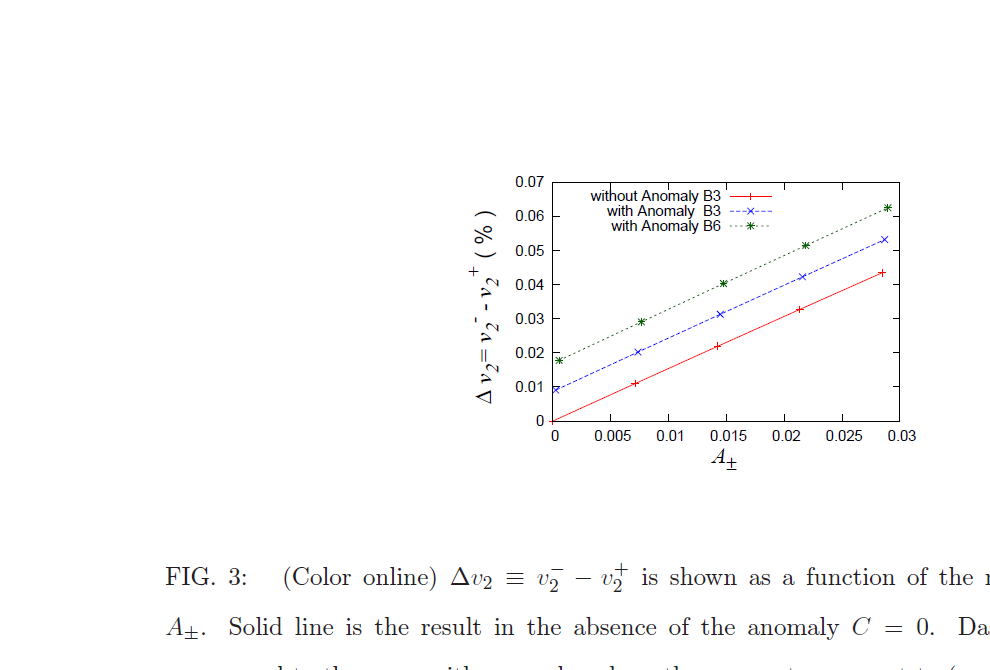 0.07
0.06
0.05
0.04
0.03
0.02
0.01
0
Δ v₂= v₂⁻ - v₂⁺ ( % )
without Anomaly B3
with Anomaly B3
with Anomaly B6
0 0.005 0.01 0.015 0.02 0.025 0.03
A±
FIG. 3: (Color online) Δv₂ ≡ v₂⁻ − v₂⁺ is shown as a function of the
A±. Solid line is the result in the absence of the anomaly C = 0.